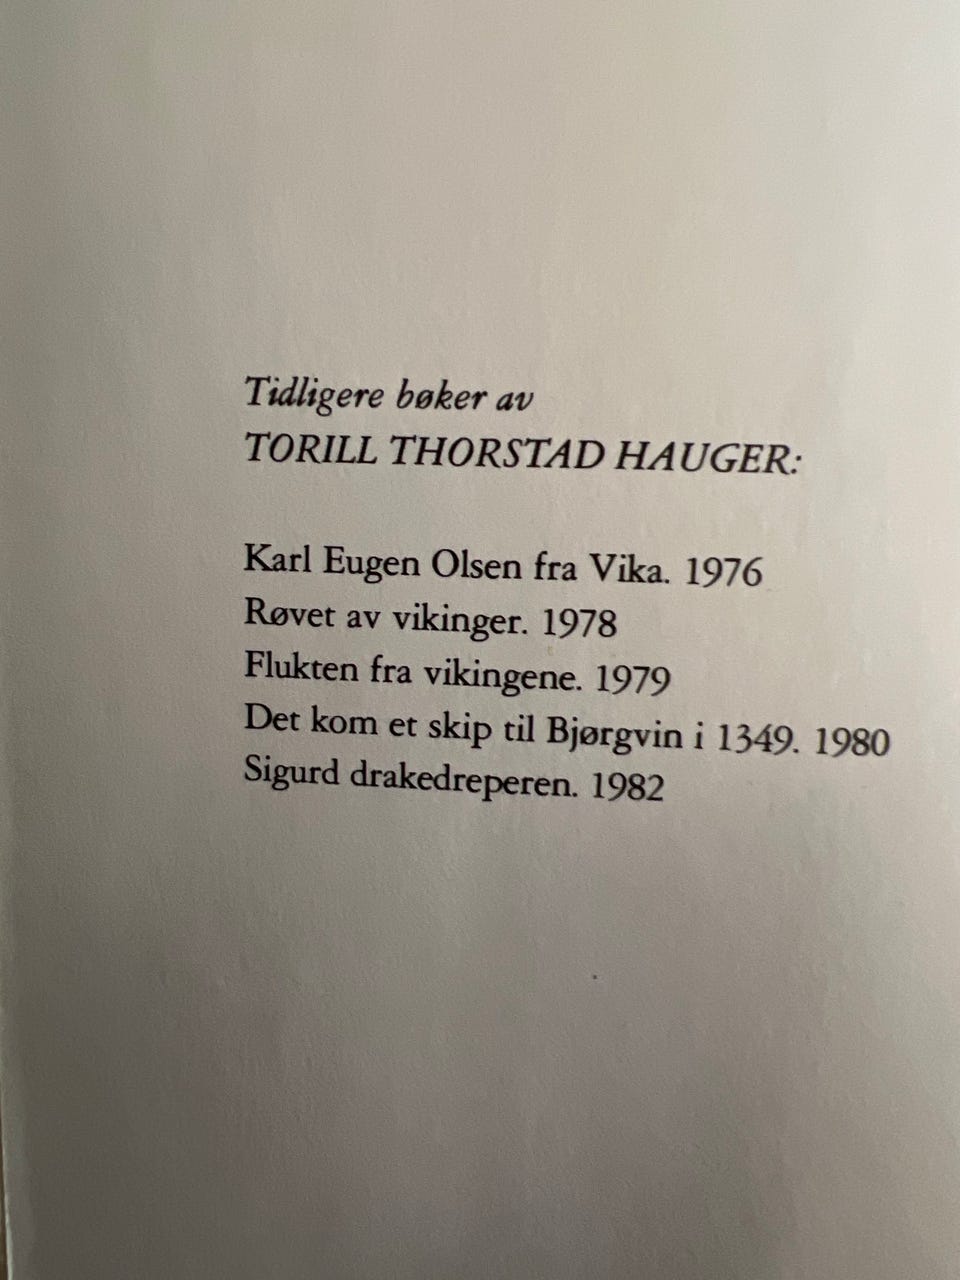 Tidligere bøker av
TORILL THORSTAD HAUGER:
Karl Eugen Olsen fra Vika. 1976
Røvet av vikinger. 1978
Flukten fra vikingene. 1979
Det kom et skip til Bjørgvin i 1349. 1980
Sigurd drakedreperen. 1982